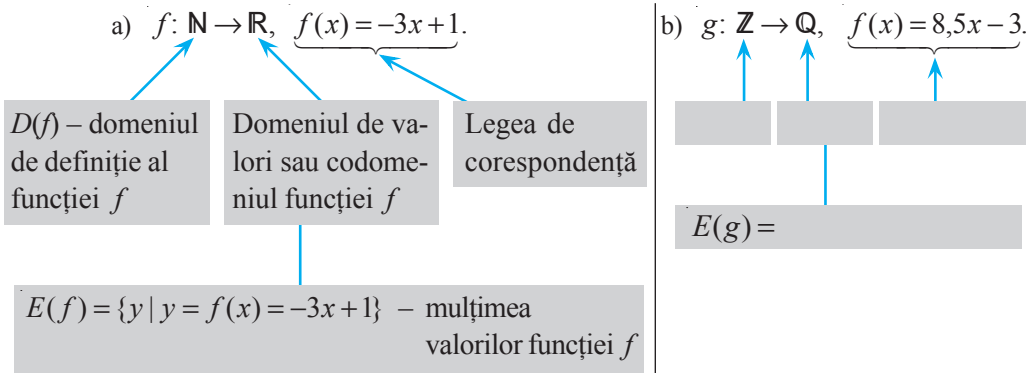 a) f: ℕ → ℝ, f(x) = −3x + 1.
D(f) – domeniul
de definiție al
funcției f
Domeniul de va-
lori sau codome-
niul funcției f
Legea de
corespondență
E(f) = {y | y = f(x) = −3x + 1} – mulțimea
valorilor funcției f
b) g: ℤ → ℚ, f(x) = 8,5x − 3.
E(g) =